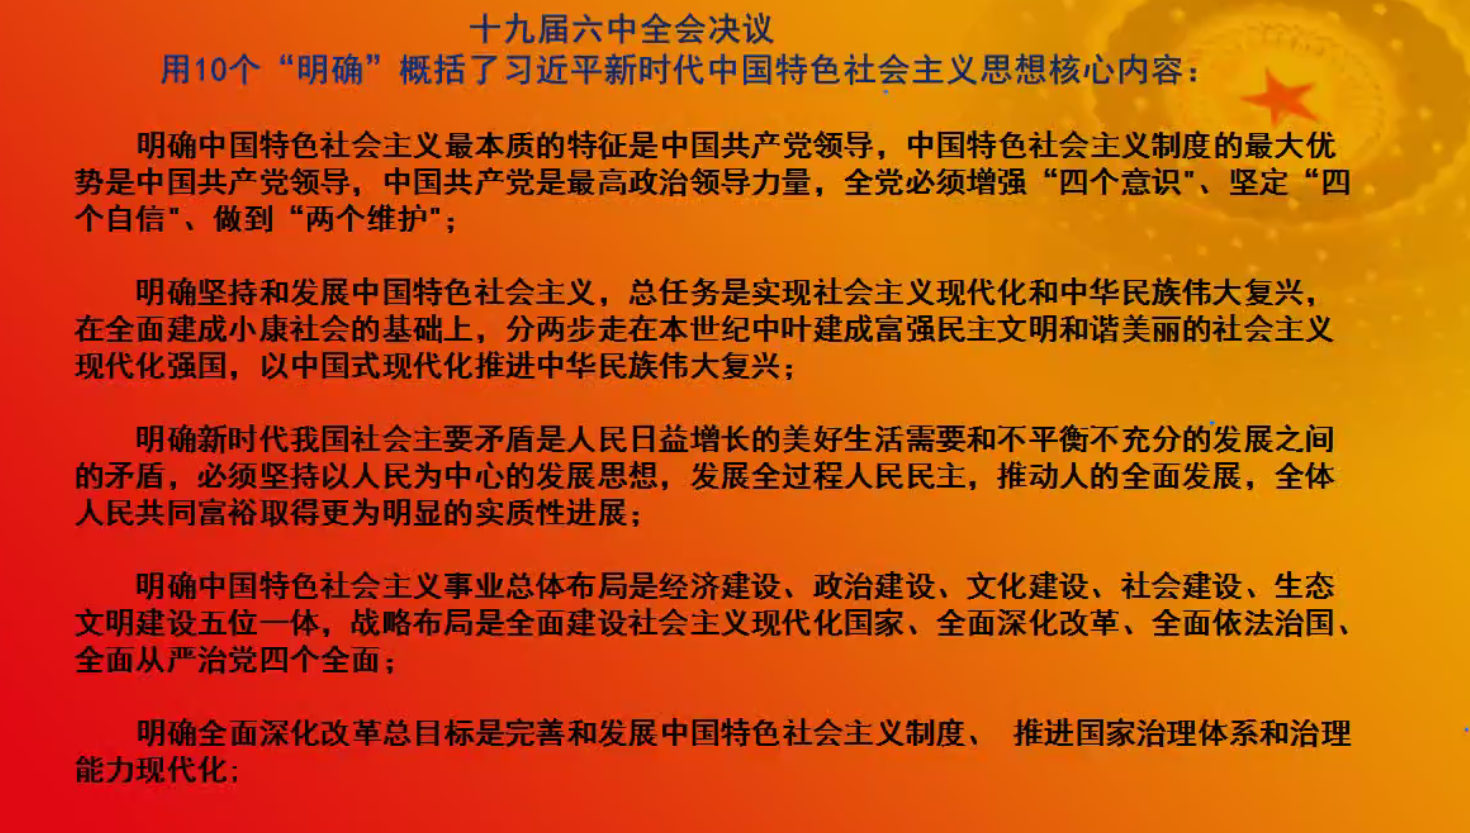 十九届六中全会决议
用10个“明确”概括了习近平新时代中国特色社会主义思想核心内容：
明确中国特色社会主义最本质的特征是中国共产党领导，中国特色社会主义制度的最大优
势是中国共产党领导，中国共产党是最高政治领导力量，全党必须增强“四个意识"、坚定“四
个自信"、做到“两个维护"；
明确坚持和发展中国特色社会主义，总任务是实现社会主义现代化和中华民族伟大复兴，
在全面建成小康社会的基础上，分两步走在本世纪中叶建成富强民主文明和谐美丽的社会主义
现代化强国，以中国式现代化推进中华民族伟大复兴；
明确新时代我国社会主要矛盾是人民日益增长的美好生活需要和不平衡不充分的发展之间
的矛盾，必须坚持以人民为中心的发展思想，发展全过程人民民主，推动人的全面发展，全体
人民共同富裕取得更为明显的实质性进展；
明确中国特色社会主义事业总体布局是经济建设、政治建设、文化建设、社会建设、生态
文明建设五位一体，战略布局是全面建设社会主义现代化国家、全面深化改革、全面依法治国、
全面从严治党四个全面；
明确全面深化改革总目标是完善和发展中国特色社会主义制度、 推进国家治理体系和治理
能力现代化；